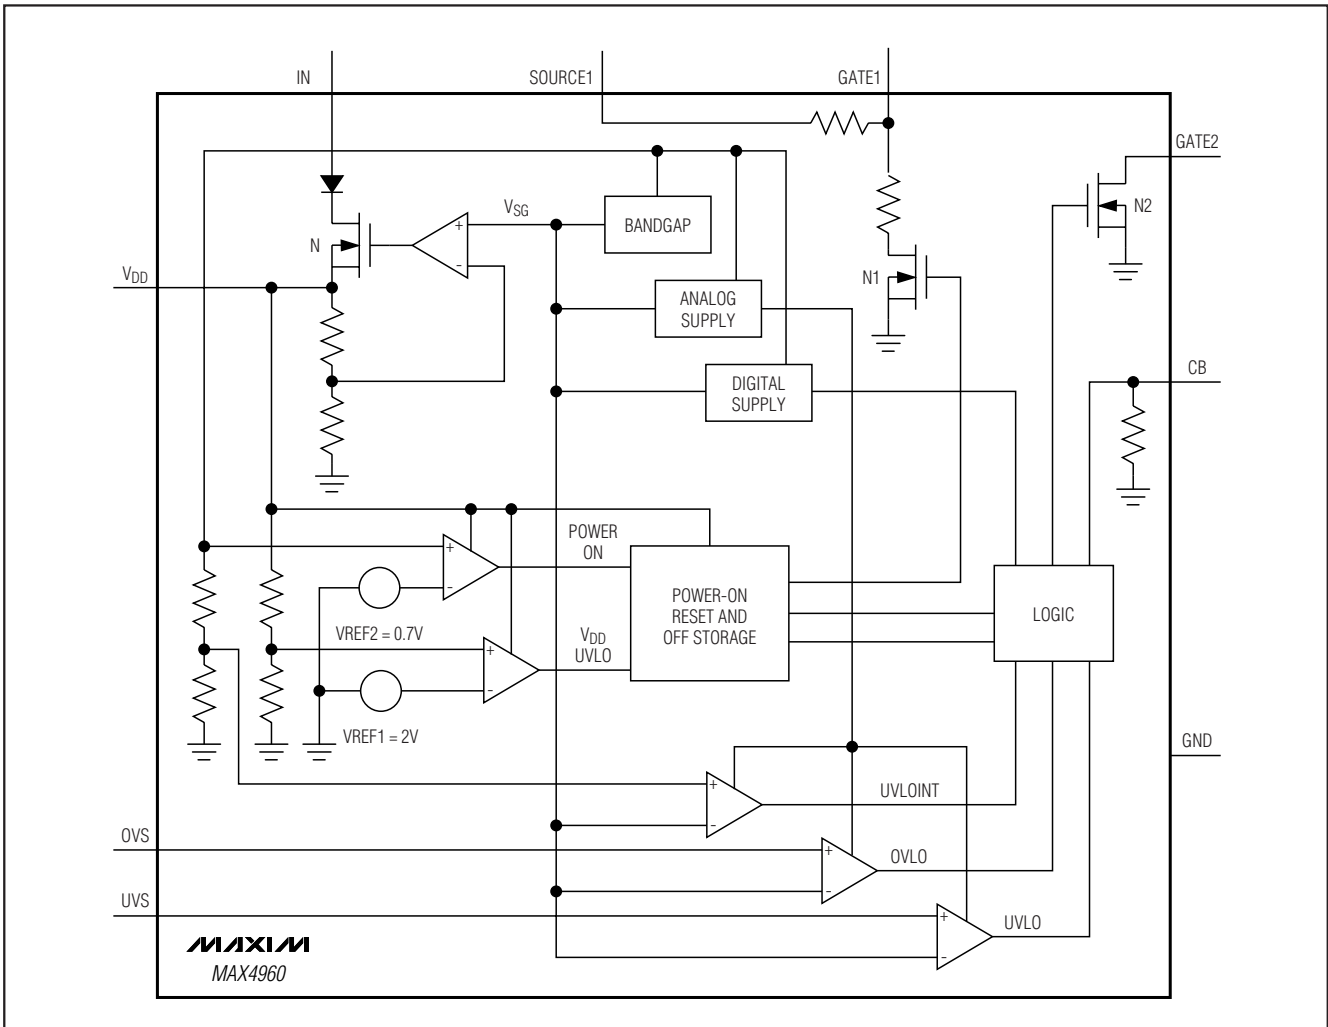 IN
SOURCE1
GATE1
GATE2
VSG
BANDGAP
N
N2
VDD
ANALOG
SUPPLY
N1
DIGITAL
SUPPLY
CB
POWER
ON
POWER-ON
RESET AND
OFF STORAGE
LOGIC
VREF2 = 0.7V
VDD
UVLO
VREF1 = 2V
GND
UVLOINT
OVS
OVLO
UVS
UVLO
MAXIM
MAX4960
+
-
+
-
+
-
+
-
+
-
+
-